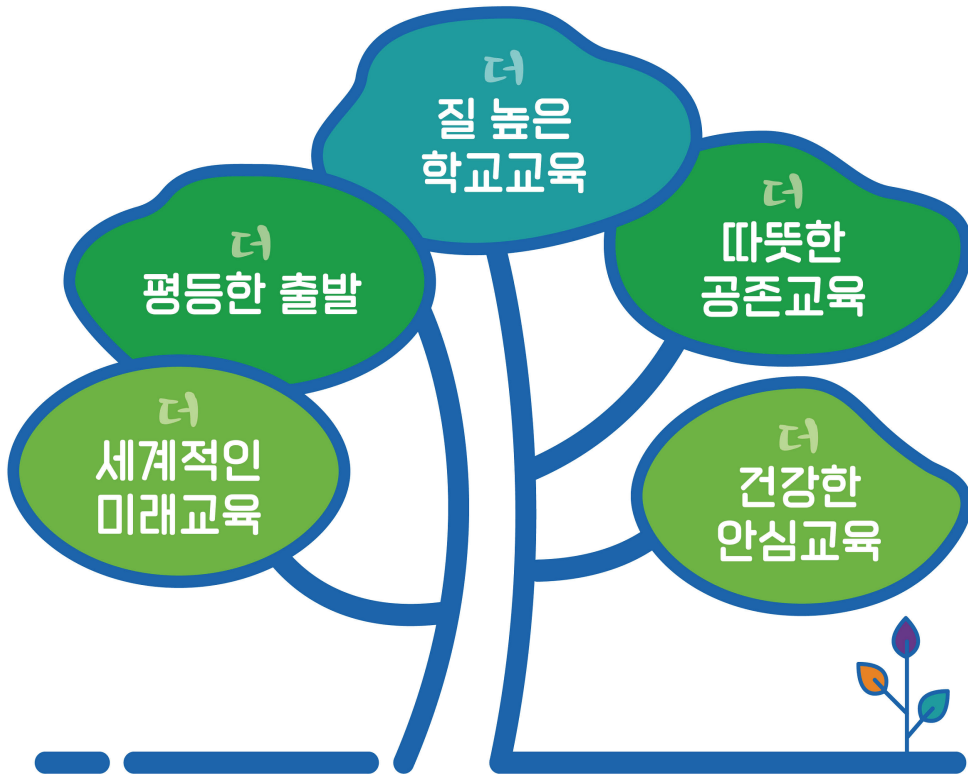 더
질 높은
학교교육
더
평등한 출발
더
따뜻한
공존교육
더
세계적인
미래교육
더
건강한
안심교육